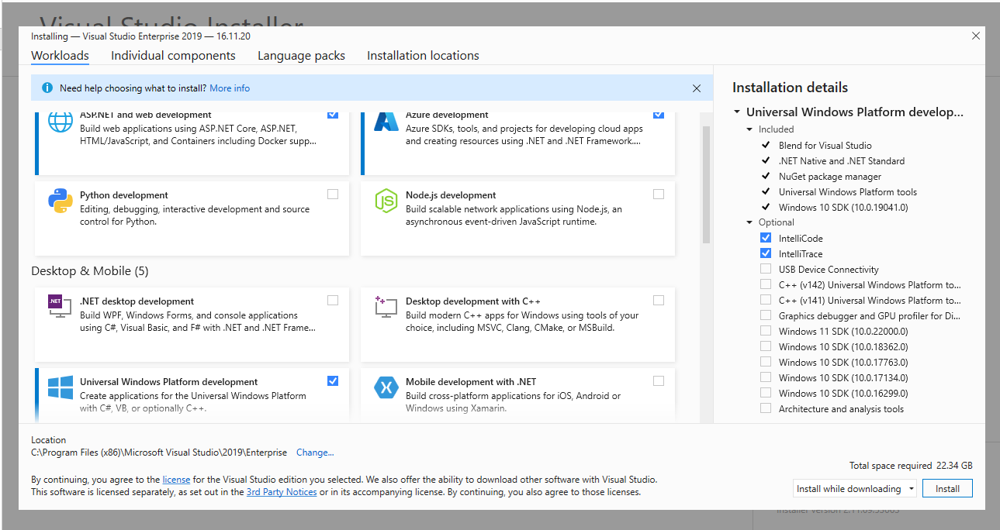 Visual Studio Installer
Installing — Visual Studio Enterprise 2019 — 16.11.20
Workloads
Individual components
Language packs
Installation locations
Need help choosing what to install? More info
ASP.NET and web development
Build web applications using ASP.NET Core, ASP.NET,
HTML/JavaScript, and Containers including Docker supp...
Azure development
Azure SDKs, tools, and projects for developing cloud apps
and creating resources using .NET and .NET Framework....
Python development
Editing, debugging, interactive development and source
control for Python.
JS
Node.js development
Build scalable network applications using Node.js, an
asynchronous event-driven JavaScript runtime.
Desktop & Mobile (5)
.NET
.NET desktop development
Build WPF, Windows Forms, and console applications
using C#, Visual Basic, and F# with .NET and .NET Frame...
Desktop development with C++
Build modern C++ apps for Windows using tools of your
choice, including MSVC, Clang, CMake, or MSBuild.
Universal Windows Platform development
Create applications for the Universal Windows Platform
with C#, VB, or optionally C++.
Mobile development with .NET
Build cross-platform applications for iOS, Android or
Windows using Xamarin.
Installation details
Universal Windows Platform develop...
Included
Blend for Visual Studio
.NET Native and .NET Standard
NuGet package manager
Universal Windows Platform tools
Windows 10 SDK (10.0.19041.0)
Optional
IntelliCode
IntelliTrace
USB Device Connectivity
C++ (v142) Universal Windows Platform to...
C++ (v141) Universal Windows Platform to...
Graphics debugger and GPU profiler for Di...
Windows 11 SDK (10.0.22000.0)
Windows 10 SDK (10.0.18362.0)
Windows 10 SDK (10.0.17763.0)
Windows 10 SDK (10.0.17134.0)
Windows 10 SDK (10.0.16299.0)
Architecture and analysis tools
Location
C:\Program Files (x86)\Microsoft Visual Studio\2019\Enterprise Change...
By continuing, you agree to the license for the Visual Studio edition you selected. We also offer the ability to download other software with Visual Studio.
This software is licensed separately, as set out in the 3rd Party Notices or in its accompanying license. By continuing, you also agree to those licenses.
Total space required 22.34 GB
Install while downloading
Install
Installer version